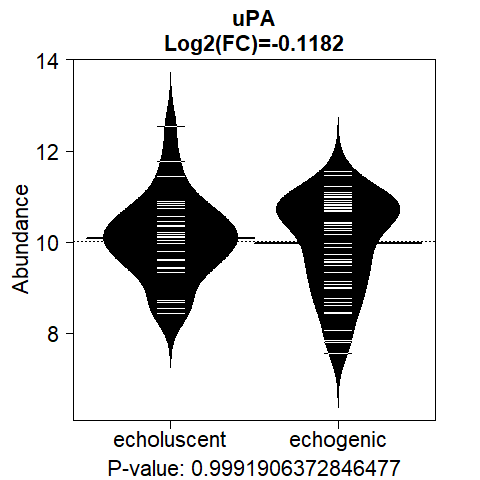 uPA
Log2(FC)=-0.1182
14
12
10
8
Abundance
echoluscent echogenic
P-value: 0.9991906372846477